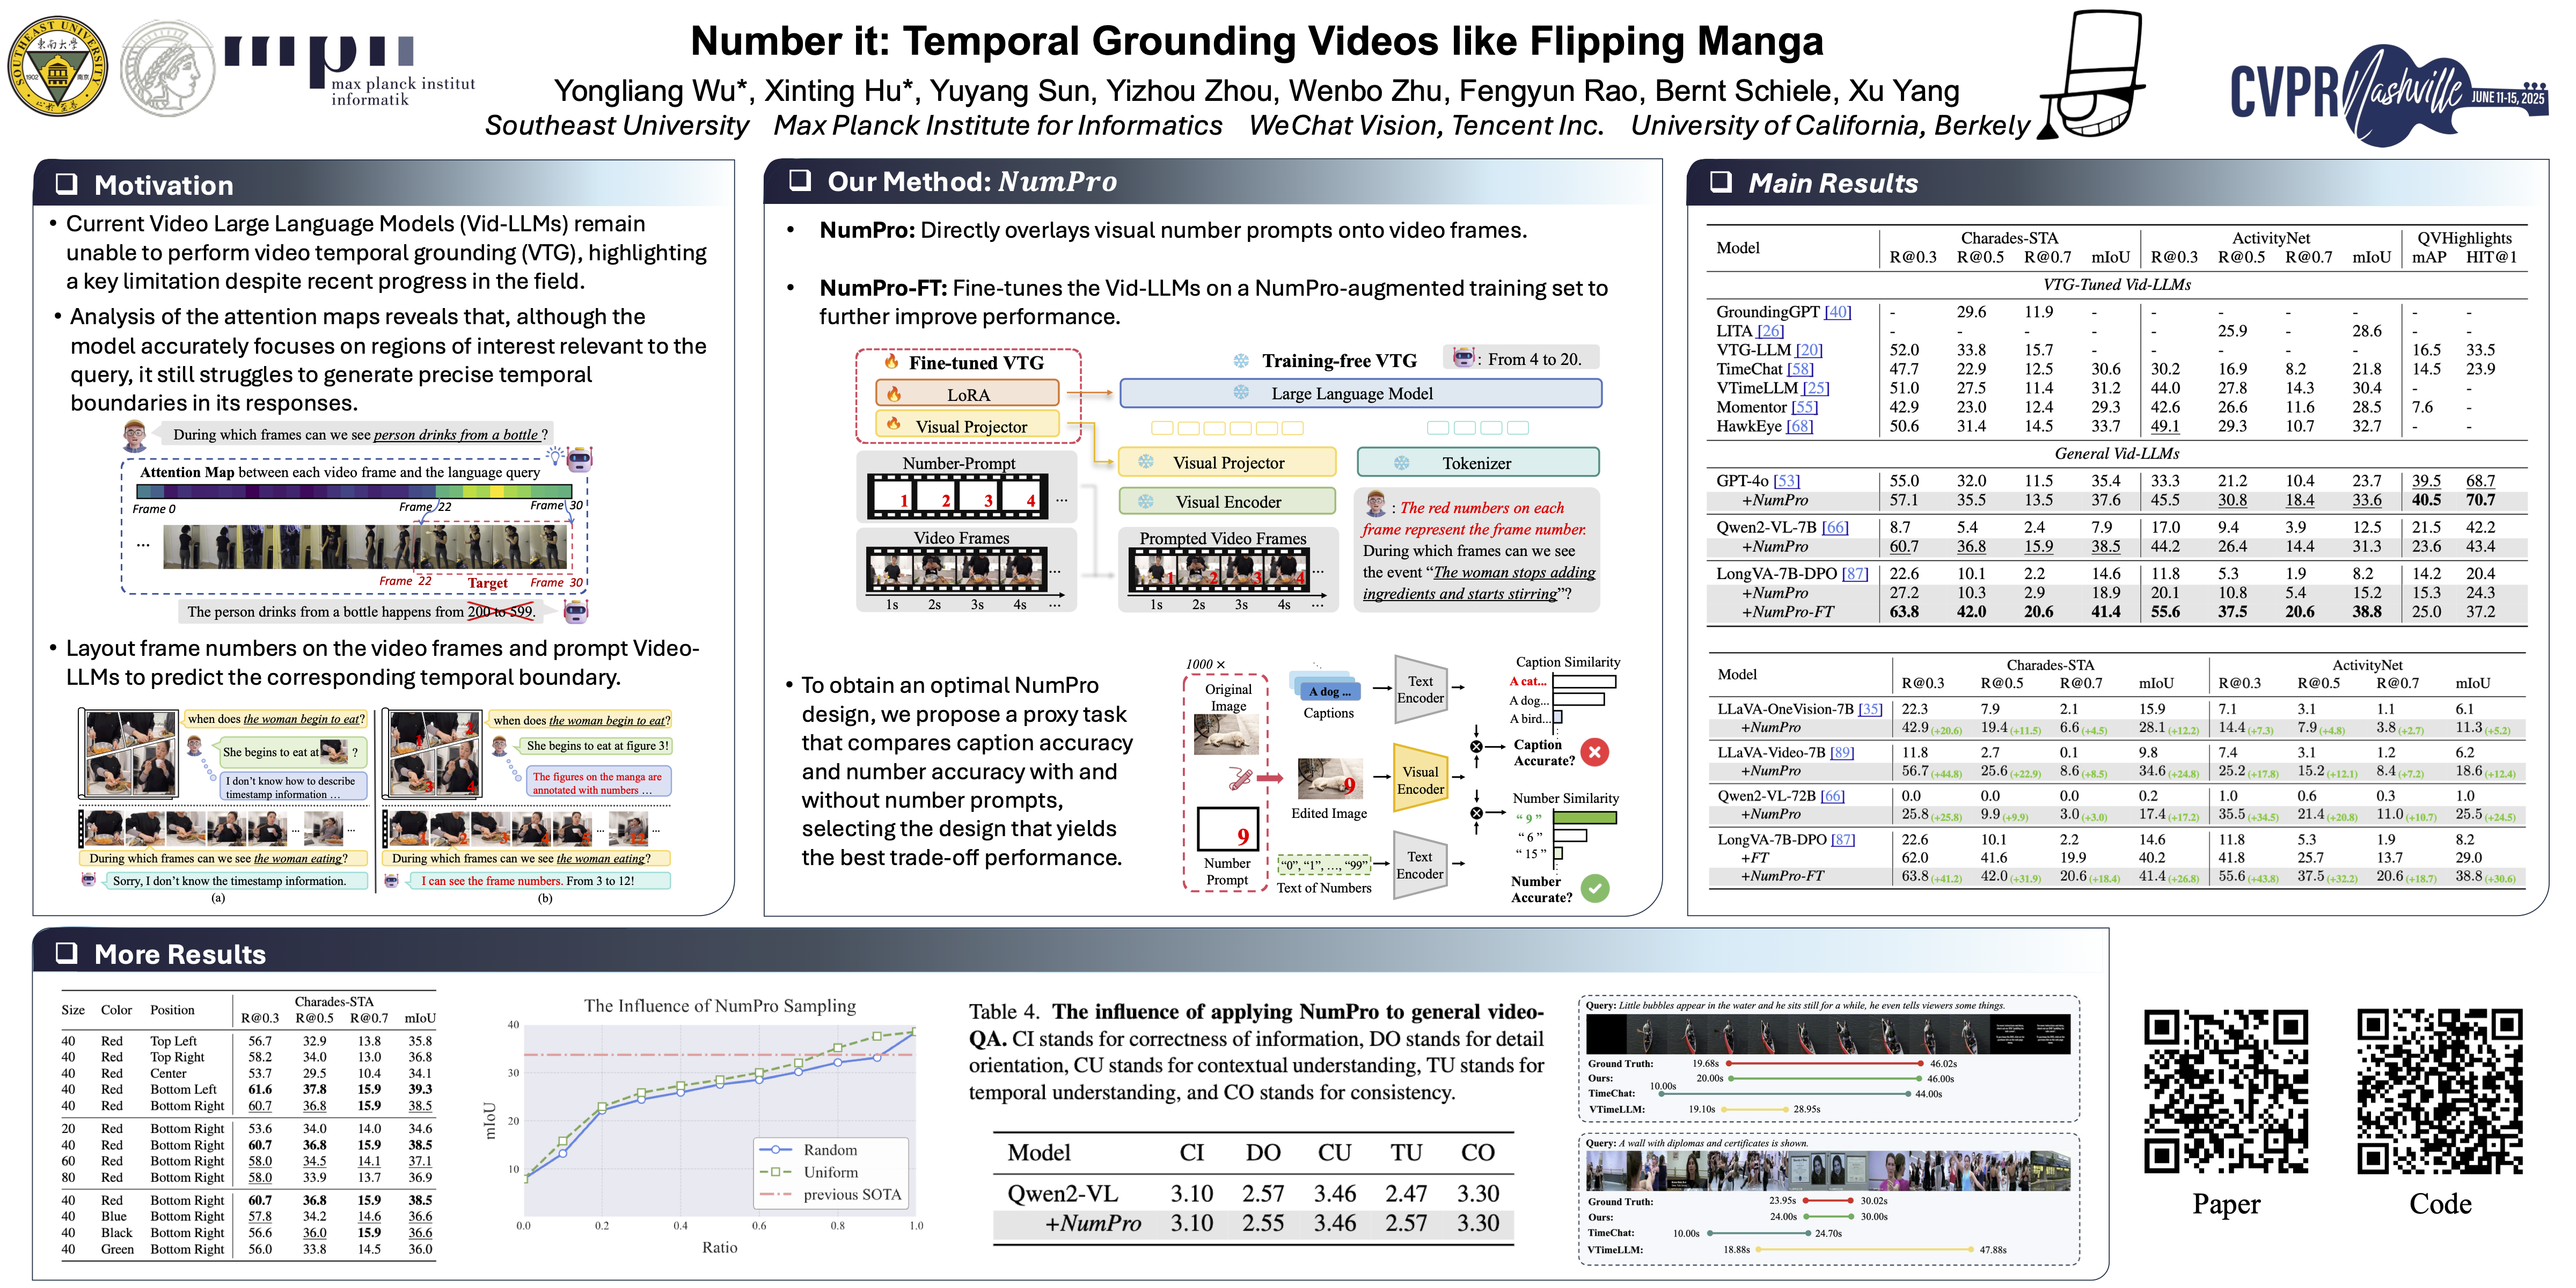 Number it: Temporal Grounding Videos like Flipping Manga
Yongliang Wu*, Xinting Hu*, Yuyang Sun, Yizhou Zhou, Wenbo Zhu, Fengyun Rao, Bernt Schiele, Xu Yang
Southeast University Max Planck Institute for Informatics WeChat Vision, Tencent Inc. University of California, Berkely
SOUTHEAST UNIVERSITY
1902
max planck institut
informatik
CVPR Nashville JUNE 11-15, 2025
Motivation
• Current Video Large Language Models (Vid-LLMs) remain
unable to perform video temporal grounding (VTG), highlighting
a key limitation despite recent progress in the field.
• Analysis of the attention maps reveals that, although the
model accurately focuses on regions of interest relevant to the
query, it still struggles to generate precise temporal
boundaries in its responses.
During which frames can we see person drinks from a bottle ?
Attention Map between each video frame and the language query
Frame 0 Frame 22 Frame 30
...
Frame 22 Target Frame 30
The person drinks from a bottle happens from 200 to 599.
• Layout frame numbers on the video frames and prompt Video-
LLMs to predict the corresponding temporal boundary.
when does the woman begin to eat?
She begins to eat at ?
I don't know how to describe
timestamp information …
During which frames can we see the woman eating?
Sorry, I don't know the timestamp information.
(a)
when does the woman begin to eat?
She begins to eat at figure 3!
The figures on the manga are
annotated with numbers …
During which frames can we see the woman eating?
I can see the frame numbers. From 3 to 12!
(b)
Our Method: NumPro
• NumPro: Directly overlays visual number prompts onto video frames.
• NumPro-FT: Fine-tunes the Vid-LLMs on a NumPro-augmented training set to
further improve performance.
Fine-tuned VTG Training-free VTG : From 4 to 20.
LoRA Large Language Model
Visual Projector
Number-Prompt Visual Projector Tokenizer
1 2 3 4 ...
Visual Encoder
Video Frames Prompted Video Frames
1 2 3 4
1s 2s 3s 4s ... 1s 2s 3s 4s ...
: The red numbers on each
frame represent the frame number.
During which frames can we see
the event “The woman stops adding
ingredients and starts stirring”?
• To obtain an optimal NumPro
design, we propose a proxy task
that compares caption accuracy
and number accuracy with and
without number prompts,
selecting the design that yields
the best trade-off performance.
1000 ×
Original
Image
9
Number
Prompt
A dog ...
Captions
9
Edited Image
“0”, “1”, …, “99”
Text of Numbers
Text
Encoder
Visual
Encoder
Text
Encoder
Caption Similarity
A cat...
A dog...
A bird...
Caption
Accurate?
Number Similarity
“ 9 ”
“ 6 ”
“ 15 ”
Number
Accurate?
Main Results
Model Charades-STA ActivityNet QVHighlights
R@0.3 R@0.5 R@0.7 mIoU R@0.3 R@0.5 R@0.7 mIoU mAP HIT@1
VTG-Tuned Vid-LLMs
GroundingGPT [40] - 29.6 11.9 - - - - - - -
LITA [26] - - - - - 25.9 - 28.6 - -
VTG-LLM [20] 52.0 33.8 15.7 - - - - - 16.5 33.5
TimeChat [58] 47.7 22.9 12.5 30.6 30.2 16.9 8.2 21.8 14.5 23.9
VTimeLLM [25] 51.0 27.5 11.4 31.2 44.0 27.8 14.3 30.4 - -
Momentor [55] 42.9 23.0 12.4 29.3 42.6 26.6 11.6 28.5 7.6 -
HawkEye [68] 50.6 31.4 14.5 33.7 49.1 29.3 10.7 32.7 - -
General Vid-LLMs
GPT-4o [53] 55.0 32.0 11.5 35.4 33.3 21.2 10.4 23.7 39.5 68.7
+NumPro 57.1 35.5 13.5 37.6 45.5 30.8 18.4 33.6 40.5 70.7
Qwen2-VL-7B [66] 8.7 5.4 2.4 7.9 17.0 9.4 3.9 12.5 21.5 42.2
+NumPro 60.7 36.8 15.9 38.5 44.2 26.4 14.4 31.3 23.6 43.4
LongVA-7B-DPO [87] 22.6 10.1 2.2 14.6 11.8 5.3 1.9 8.2 14.2 20.4
+NumPro 27.2 10.3 2.9 18.9 20.1 10.8 5.4 15.2 15.3 24.3
+NumPro-FT 63.8 42.0 20.6 41.4 55.6 37.5 20.6 38.8 25.0 37.2
Model Charades-STA ActivityNet
R@0.3 R@0.5 R@0.7 mIoU R@0.3 R@0.5 R@0.7 mIoU
LLaVA-OneVision-7B [35] 22.3 7.9 2.1 15.9 7.1 3.1 1.1 6.1
+NumPro 42.9 (+20.6) 19.4 (+11.5) 6.6 (+4.5) 28.1 (+12.2) 14.4 (+7.3) 7.9 (+4.8) 3.8 (+2.7) 11.3 (+5.2)
LLaVA-Video-7B [89] 11.8 2.7 0.1 9.8 7.4 3.1 1.2 6.2
+NumPro 56.7 (+44.8) 25.6 (+22.9) 8.6 (+8.5) 34.6 (+24.8) 25.2 (+17.8) 15.2 (+12.1) 8.4 (+7.2) 18.6 (+12.4)
Qwen2-VL-72B [66] 0.0 0.0 0.0 0.2 1.0 0.6 0.3 1.0
+NumPro 25.8 (+25.8) 9.9 (+9.9) 3.0 (+3.0) 17.4 (+17.2) 35.5 (+34.5) 21.4 (+20.8) 11.0 (+10.7) 25.5 (+24.5)
LongVA-7B-DPO [87] 22.6 10.1 2.2 14.6 11.8 5.3 1.9 8.2
+FT 62.0 41.6 19.9 40.2 41.8 25.7 13.7 29.0
+NumPro-FT 63.8 (+41.2) 42.0 (+31.9) 20.6 (+18.4) 41.4 (+26.8) 55.6 (+43.8) 37.5 (+32.2) 20.6 (+18.7) 38.8 (+30.6)
More Results
Size Color Position Charades-STA
R@0.3 R@0.5 R@0.7 mIoU
40 Red Top Left 56.7 32.9 13.8 35.8
40 Red Top Right 58.2 34.0 13.0 36.8
40 Red Center 53.7 29.5 10.4 34.1
40 Red Bottom Left 61.6 37.8 15.9 39.3
40 Red Bottom Right 60.7 36.8 15.9 38.5
20 Red Bottom Right 53.6 34.0 14.0 34.6
40 Red Bottom Right 60.7 36.8 15.9 38.5
60 Red Bottom Right 58.0 34.5 14.1 37.1
80 Red Bottom Right 58.0 33.9 13.7 36.9
40 Red Bottom Right 60.7 36.8 15.9 38.5
40 Blue Bottom Right 57.8 34.2 14.6 36.6
40 Black Bottom Right 56.6 36.0 15.9 36.6
40 Green Bottom Right 56.0 33.8 14.5 36.0
The Influence of NumPro Sampling
40
30
20
10
mIoU
Random
Uniform
previous SOTA
0.0 0.2 0.4 0.6 0.8 1.0
Ratio
Table 4. The influence of applying NumPro to general video-
QA. CI stands for correctness of information, DO stands for detail
orientation, CU stands for contextual understanding, TU stands for
temporal understanding, and CO stands for consistency.
Model CI DO CU TU CO
Qwen2-VL 3.10 2.57 3.46 2.47 3.30
+NumPro 3.10 2.55 3.46 2.57 3.30
Query: Little bubbles appear in the water and he sits still for a while, he even tells viewers some things.
Ground Truth: 19.68s 46.02s
Ours: 20.00s 46.00s
TimeChat: 10.00s 44.00s
VTimeLLM: 19.10s 28.95s
Query: A wall with diplomas and certificates is shown.
Ground Truth: 23.95s 30.02s
Ours: 24.00s 30.00s
TimeChat: 10.00s 24.70s
VTimeLLM: 18.88s 47.88s
Paper
Code